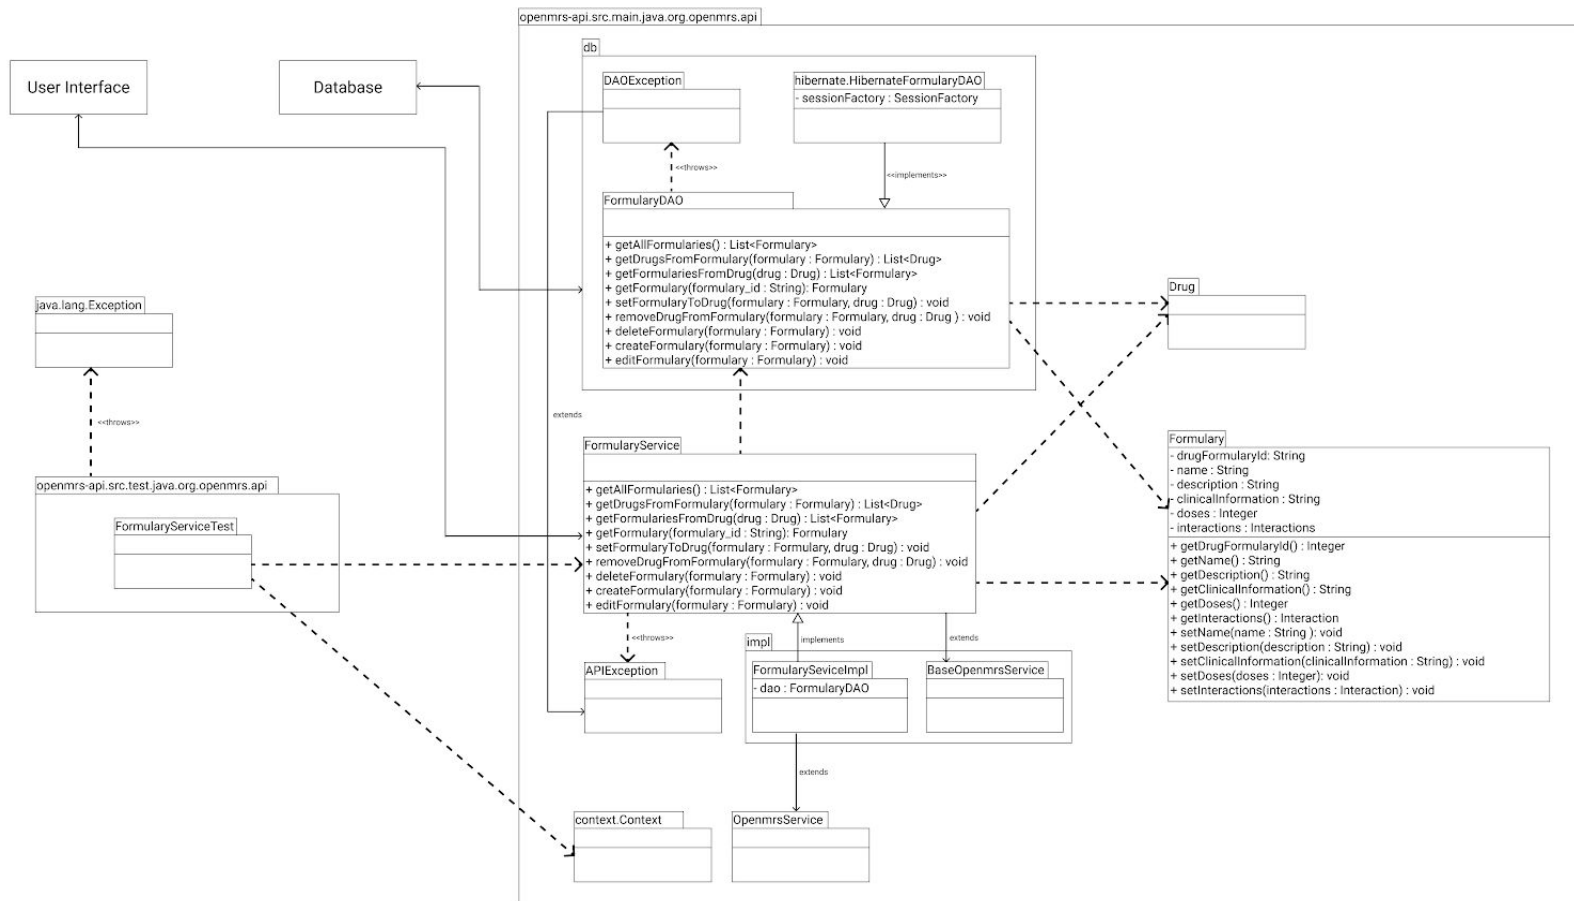 openmrs-api.src.main.java.org.openmrs.api
db
User Interface
Database
DAOException
hibernate.HibernateFormularyDAO
- sessionFactory : SessionFactory
<<throws>>
<<implements>>
FormularyDAO
+ getAllFormularies() : List<Formulary>
+ getDrugsFromFormulary(formulary : Formulary) : List<Drug>
+ getFormulariesFromDrug(drug : Drug) : List<Formulary>
+ getFormulary(formulary_id : String): Formulary
+ setFormularyToDrug(formulary : Formulary, drug : Drug) : void
+ removeDrugFromFormulary(formulary : Formulary, drug : Drug ) : void
+ deleteFormulary(formulary : Formulary) : void
+ createFormulary(formulary : Formulary) : void
+ editFormulary(formulary : Formulary) : void
Drug
java.lang.Exception
<<throws>>
extends
openmrs-api.src.test.java.org.openmrs.api
FormularyServiceTest
FormularyService
+ getAllFormularies() : List<Formulary>
+ getDrugsFromFormulary(formulary : Formulary) : List<Drug>
+ getFormulariesFromDrug(drug : Drug) : List<Formulary>
+ getFormulary(formulary_id : String): Formulary
+ setFormularyToDrug(formulary : Formulary, drug : Drug) : void
+ removeDrugFromFormulary(formulary : Formulary, drug : Drug) : void
+ deleteFormulary(formulary : Formulary) : void
+ createFormulary(formulary : Formulary) : void
+ editFormulary(formulary : Formulary) : void
Formulary
- drugFormularyId: String
- name : String
- description : String
- clinicalInformation : String
- doses : Integer
- interactions : Interactions
+ getDrugFormularyId() : Integer
+ getName() : String
+ getDescription() : String
+ getClinicalInformation() : String
+ getDoses() : Integer
+ getInteractions() : Interaction
+ setName(name : String ): void
+ setDescription(description : String) : void
+ setClinicalInformation(clinicalInformation : String) : void
+ setDoses(doses : Integer): void
+ setInteractions(interactions : Interaction) : void
<<throws>>
implements
extends
impl
APIException
FormularySeviceImpl
- dao : FormularyDAO
BaseOpenmrsService
extends
context.Context
OpenmrsService